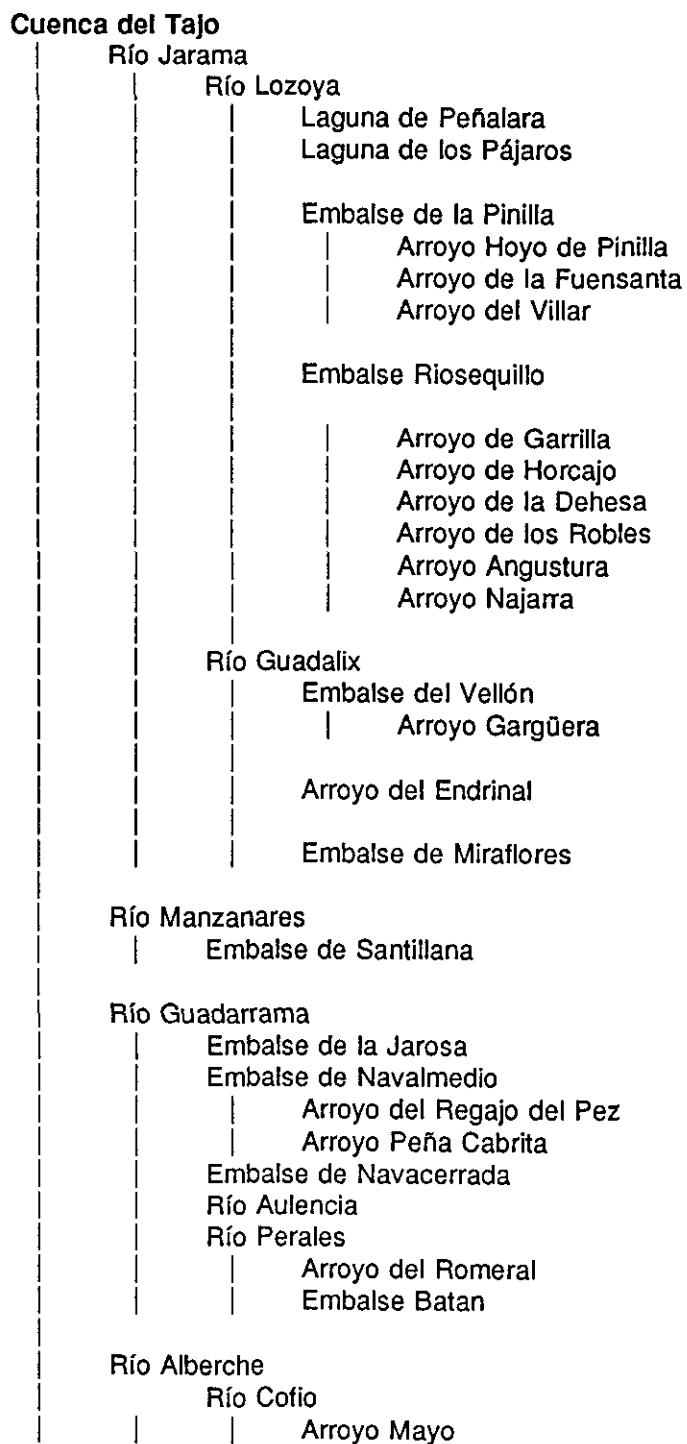 Cuenca del Tajo
Río Jarama
Río Lozoya
Laguna de Peñalara
Laguna de los Pájaros
Embalse de la Pinilla
Arroyo Hoyo de Pinilla
Arroyo de la Fuensanta
Arroyo del Villar
Embalse Riosequillo
Arroyo de Garrilla
Arroyo de Horcajo
Arroyo de la Dehesa
Arroyo de los Robles
Arroyo Angustura
Arroyo Najarra
Río Guadalix
Embalse del Vellón
Arroyo Gargüera
Arroyo del Endrinal
Embalse de Miraflores
Río Manzanares
Embalse de Santillana
Río Guadarrama
Embalse de la Jarosa
Embalse de Navalmedio
Arroyo del Regajo del Pez
Arroyo Peña Cabrita
Embalse de Navacerrada
Río Aulencia
Río Perales
Arroyo del Romeral
Embalse Batan
Río Alberche
Río Cofio
Arroyo Mayo